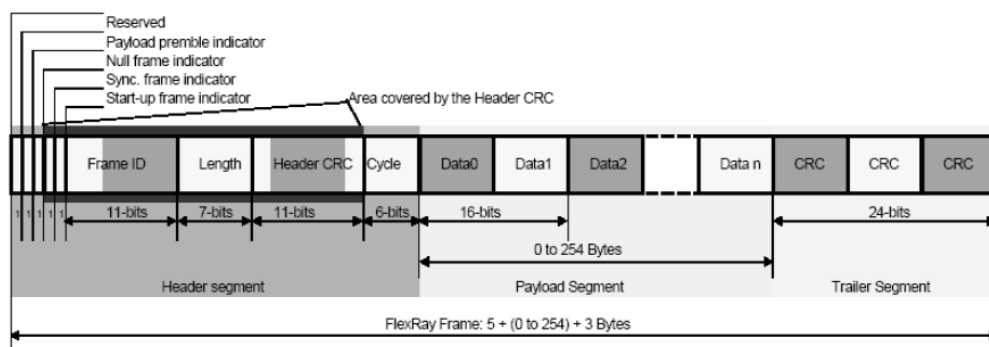 Reserved
Payload premble indicator
Null frame indicator
Sync. frame indicator
Start-up frame indicator
Area covered by the Header CRC
Frame ID Length Header CRC Cycle Data0 Data1 Data2 Data n CRC CRC CRC
1 1 1 1 1 11-bits 7-bits 11-bits 6-bits 16-bits 24-bits
0 to 254 Bytes
Header segment Payload Segment Trailer Segment
FlexRay Frame: 5 + (0 to 254) + 3 Bytes